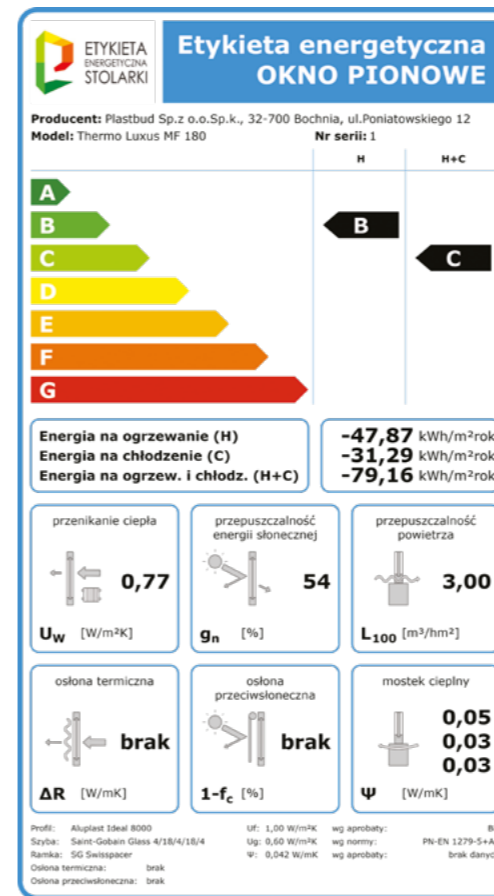 ETYKIETA
ENERGETYCZNA
STOLARKI
Etykieta energetyczna
OKNO PIONOWE
Producent: Plastbud Sp.z o.o.Sp.k., 32-700 Bochnia, ul.Poniatowskiego 12
Model: Thermo Luxus MF 180 Nr serii: 1
H H+C
A
B B
C C
D
E
F
G
Energia na ogrzewanie (H) -47,87 kWh/m²rok
Energia na chłodzenie (C) -31,29 kWh/m²rok
Energia na ogrzew. i chłodz. (H+C) -79,16 kWh/m²rok
przenikanie ciepła
0,77
Uw [W/m²K]
przepuszczalność
energii słonecznej
54
gn [%]
przepuszczalność
powietrza
3,00
L100 [m³/hm²]
osłona termiczna
brak
ΔR [W/mK]
osłona
przeciwsłoneczna
brak
1-fc [%]
mostek cieplny
0,05
0,03
0,03
Ψ [W/mK]
Profil: Aluplast Ideal 8000 Uf: 1,00 W/m²K wg aprobaty:
Szyba: Saint-Gobain Glass 4/18/4/18/4 Ug: 0,60 W/m²K wg normy: PN-EN 1279-5+A
Ramka: SG Swisspacer Ψ: 0,042 W/mK wg aprobaty: brak danyc
Osłona termiczna: brak
Osłona przeciwsłoneczna: brak